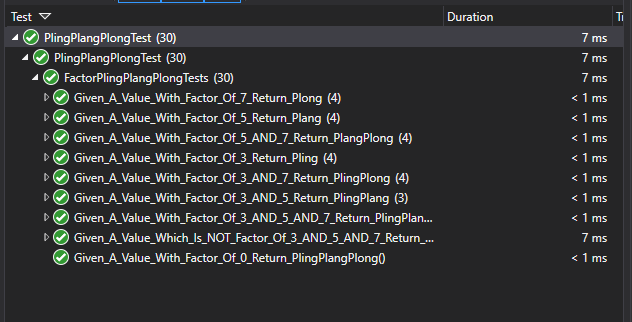 Test Duration Tr
PlingPlangPlongTest (30) 7 ms
PlingPlangPlongTest (30) 7 ms
FactorPlingPlangPlongTests (30) 7 ms
Given_A_Value_With_Factor_Of_7_Return_Plong (4) < 1 ms
Given_A_Value_With_Factor_Of_5_Return_Plang (4) < 1 ms
Given_A_Value_With_Factor_Of_5_AND_7_Return_PlangPlong (4) < 1 ms
Given_A_Value_With_Factor_Of_3_Return_Pling (4) < 1 ms
Given_A_Value_With_Factor_Of_3_AND_7_Return_PlingPlong (4) < 1 ms
Given_A_Value_With_Factor_Of_3_AND_5_Return_PlingPlang (3) < 1 ms
Given_A_Value_With_Factor_Of_3_AND_5_AND_7_Return_PlingPlan... < 1 ms
Given_A_Value_Which_Is_NOT_Factor_Of_3_AND_5_AND_7_Return_... 7 ms
Given_A_Value_With_Factor_Of_0_Return_PlingPlangPlong() < 1 ms